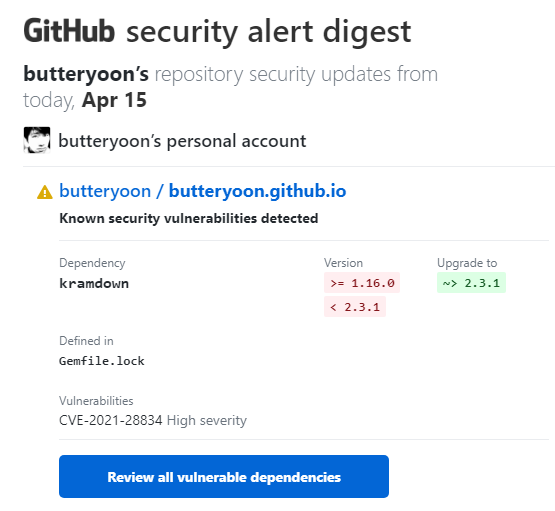 GitHub security alert digest
butteryoon's repository security updates from
today, Apr 15
butteryoon's personal account
butteryoon / butteryoon.github.io
Known security vulnerabilities detected
Dependency Version Upgrade to
kramdown >= 1.16.0 ~> 2.3.1
< 2.3.1
Defined in
Gemfile.lock
Vulnerabilities
CVE-2021-28834 High severity
Review all vulnerable dependencies